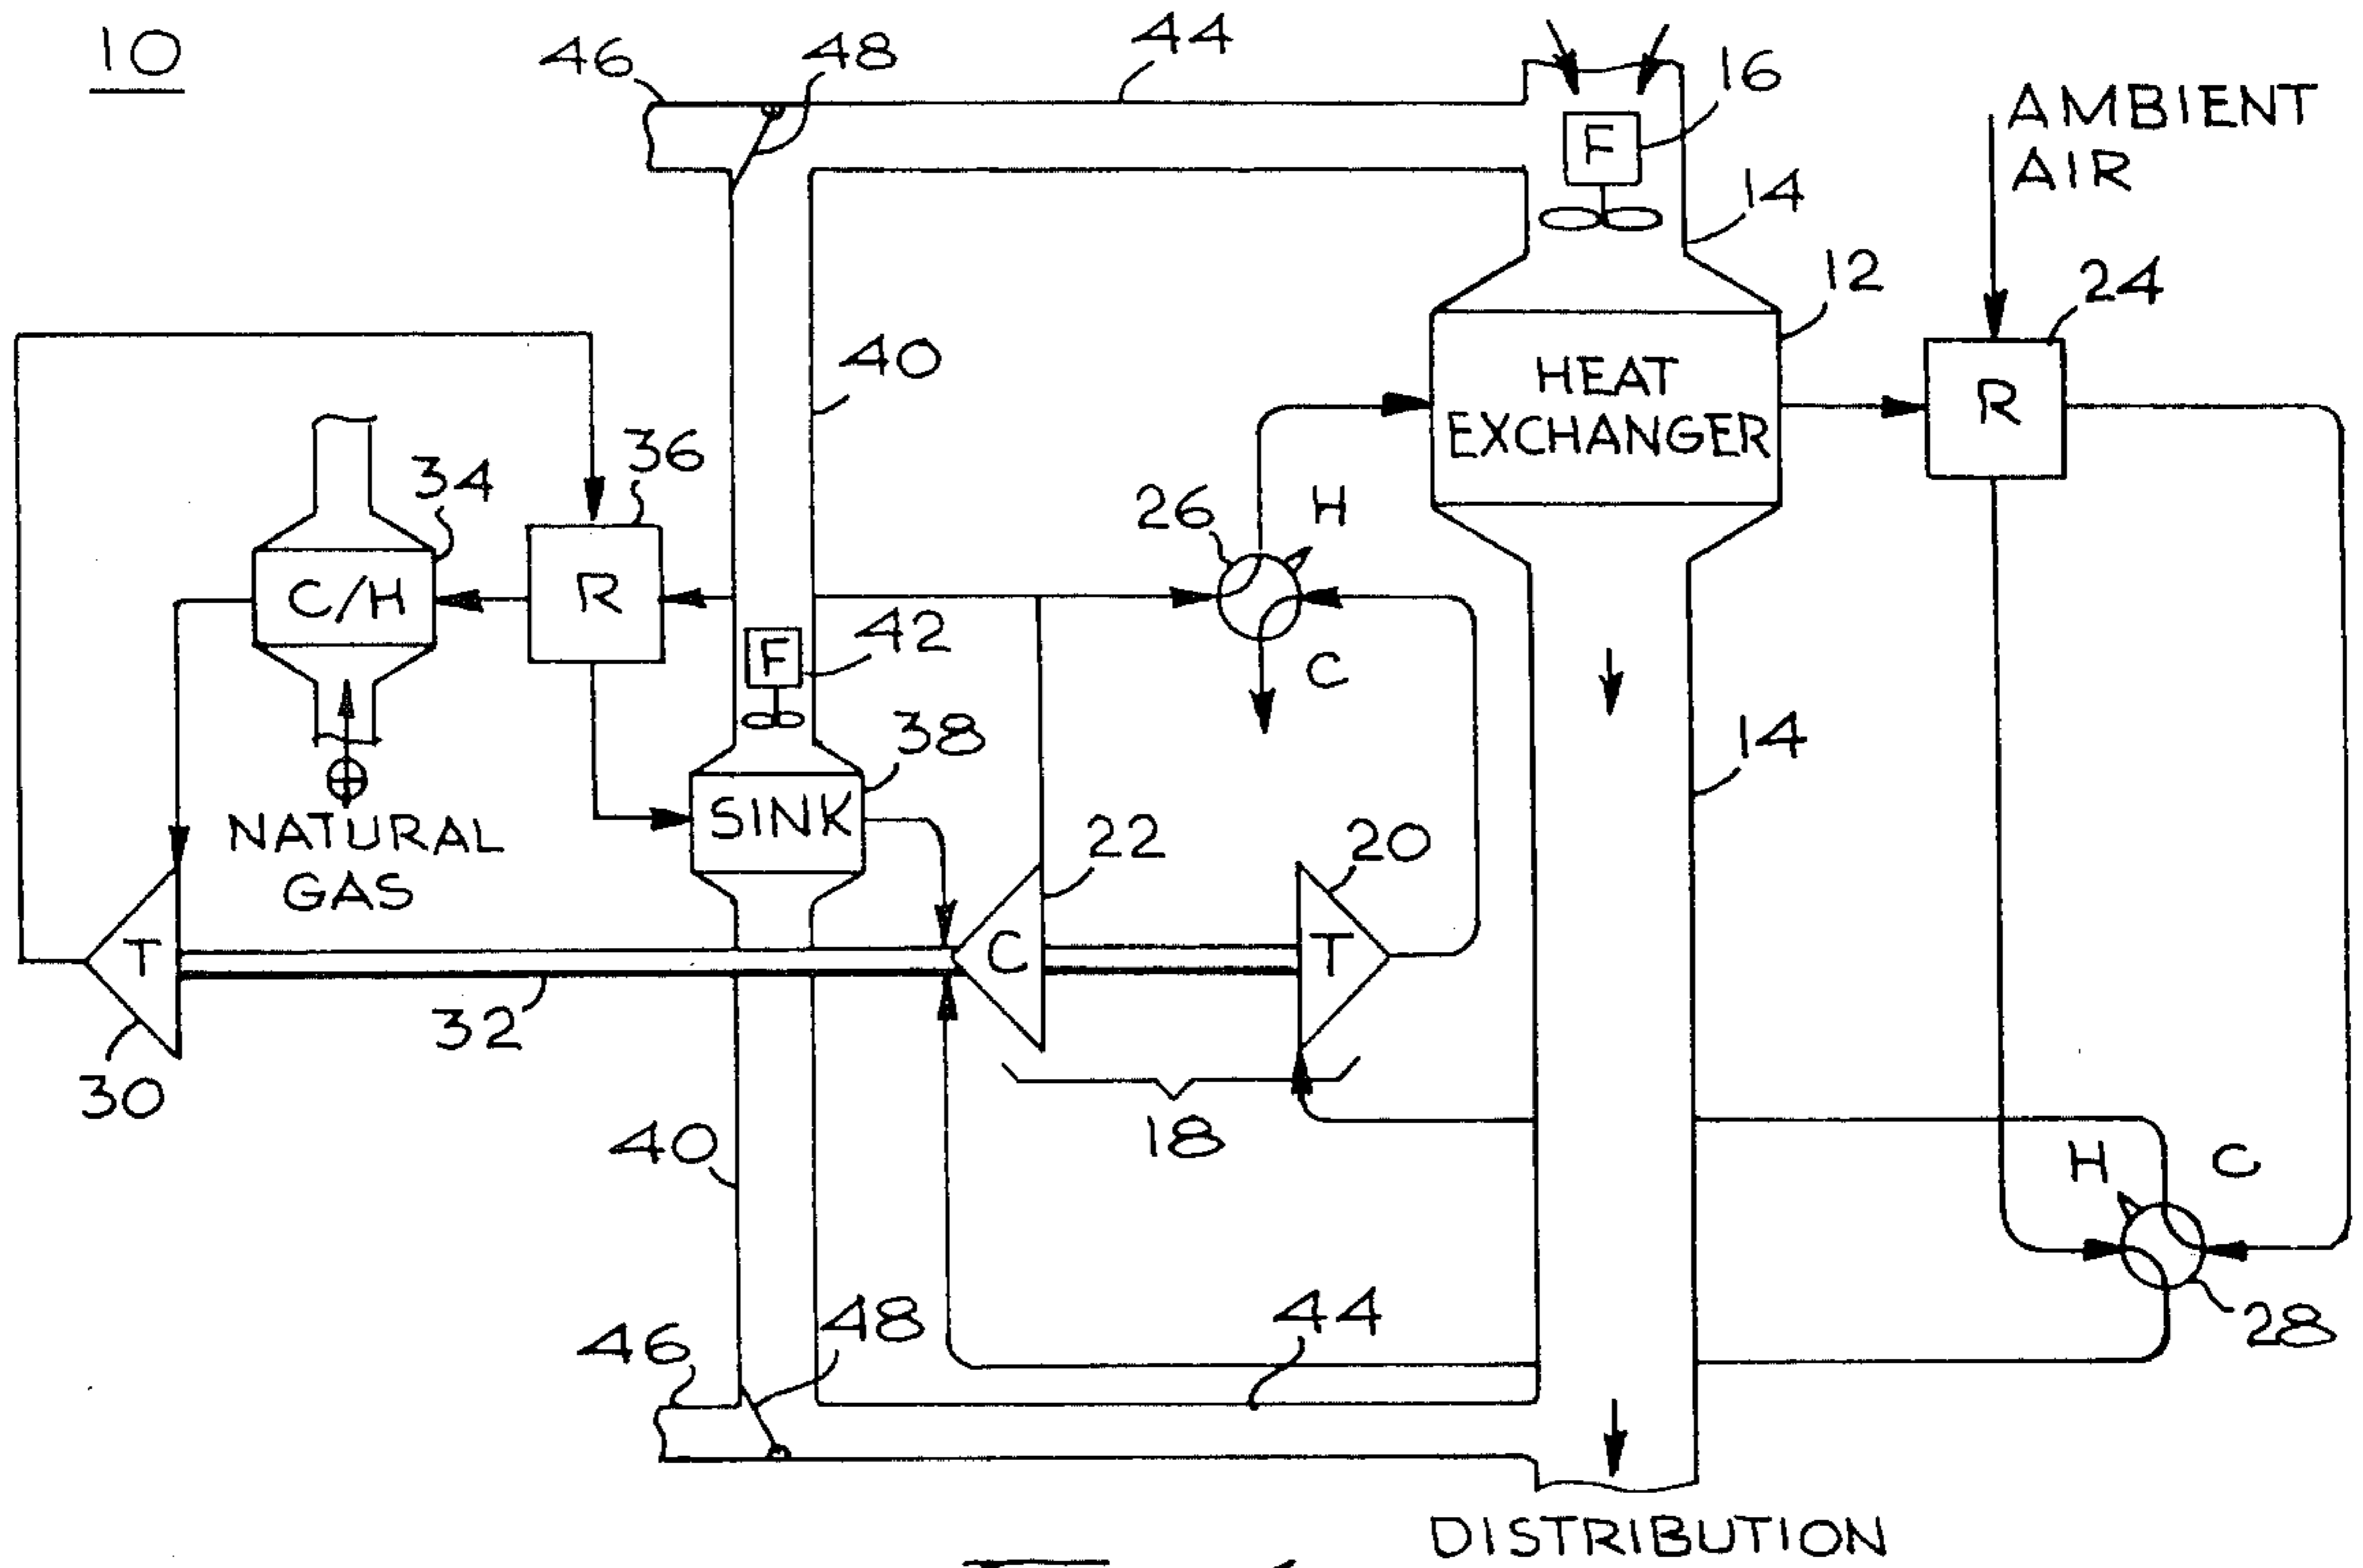 10
46
48
44
16
F
AMBIENT
AIR
14
12
24
HEAT
EXCHANGER
R
40
36
34
26
H
C/H
R
42
F
C
38
14
SINK
NATURAL
GAS
22
20
T
C
T
32
30
18
40
H
C
28
46
48
44
DISTRIBUTION